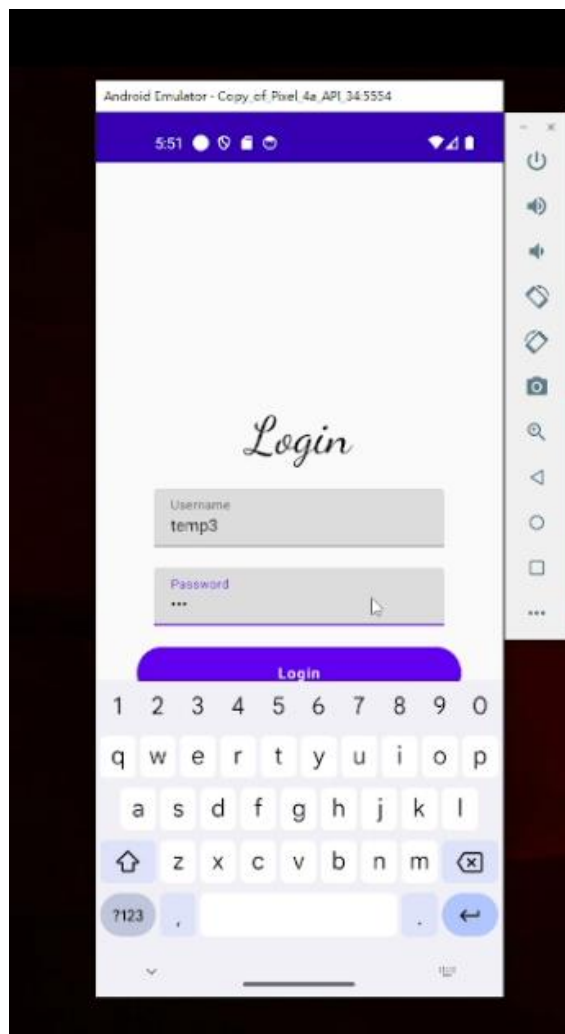 Android Emulator - Copy_of_Pixel_4a_API_34:5554
5:51
Login
Username
temp3
Password
•••
Login
1 2 3 4 5 6 7 8 9 0
q w e r t y u i o p
a s d f g h j k l
z x c v b n m
?123 , .